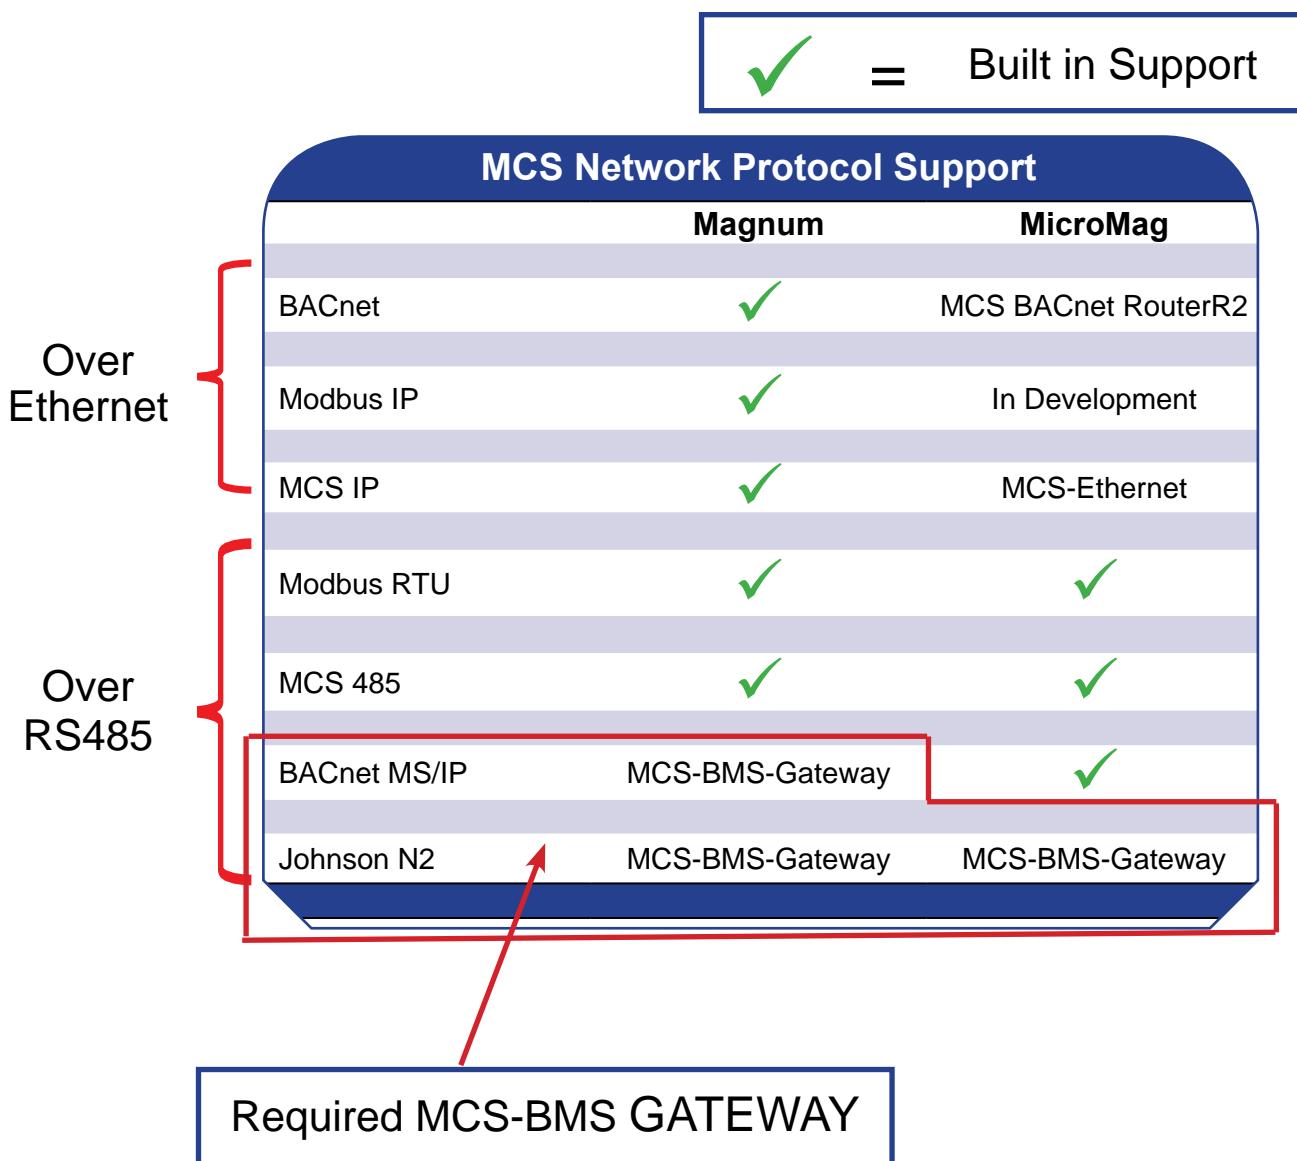 ✓ = Built in Support
MCS Network Protocol Support
Magnum MicroMag
Over
Ethernet
BACnet ✓ MCS BACnet RouterR2
Modbus IP ✓ In Development
MCS IP ✓ MCS-Ethernet
Over
RS485
Modbus RTU ✓ ✓
MCS 485 ✓ ✓
BACnet MS/IP MCS-BMS-Gateway ✓
Johnson N2 MCS-BMS-Gateway MCS-BMS-Gateway
Required MCS-BMS GATEWAY